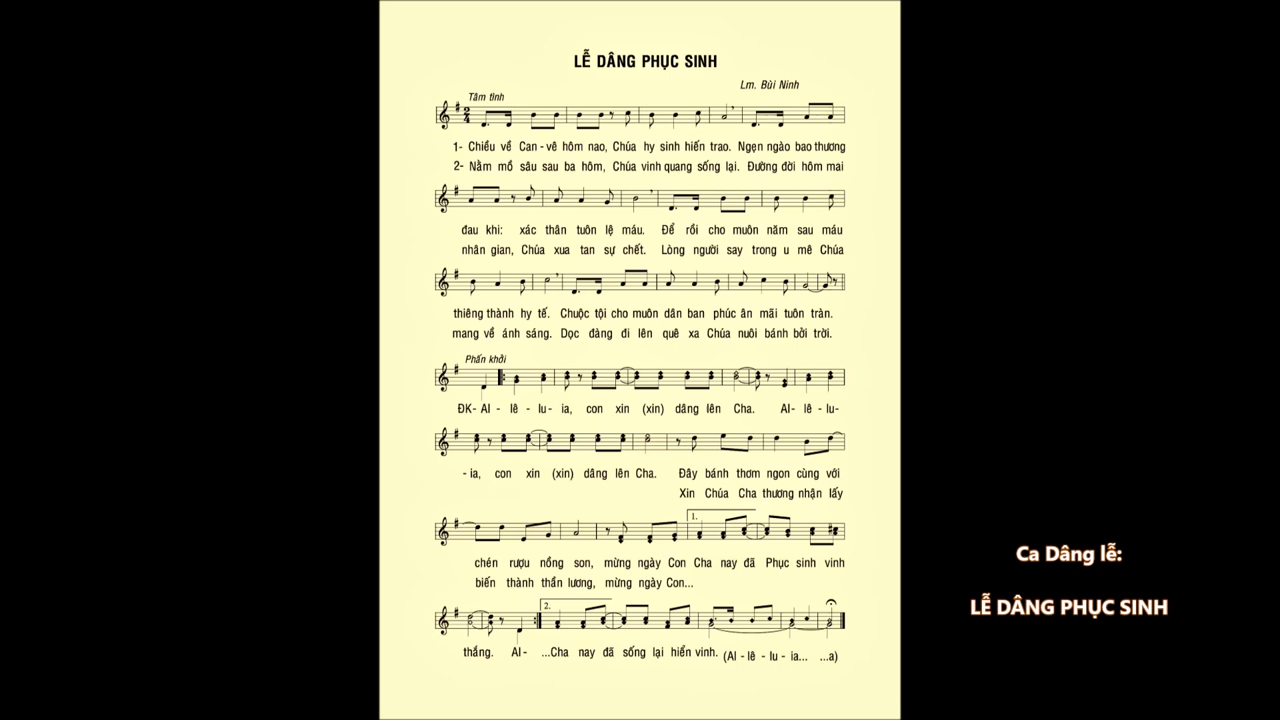 LỄ DÂNG PHỤC SINH
Lm. Bùi Ninh
Tâm tình
2 4
1- Chiều về Can - vê hôm nao, Chúa hy sinh hiến trao. Ngẹn ngào bao thương
2- Nằm mồ sâu sau ba hôm, Chúa vinh quang sống lại. Đường đời hôm mai
đau khi: xác thân tuôn lệ máu. Để rồi cho muôn năm sau máu
nhân gian, Chúa xua tan sự chết. Lòng người say trong u mê Chúa
thiêng thành hy tế. Chuộc tội cho muôn dân ban phúc ân mãi tuôn tràn.
mang về ánh sáng. Dọc đàng đi lên quê xa Chúa nuôi bánh bởi trời.
Phấn khởi
ĐK- Al - lê - lu - ia, con xin (xin) dâng lên Cha. Al - lê - lu-
- ia, con xin (xin) dâng lên Cha. Đây bánh thơm ngon cùng với
Xin Chúa Cha thương nhận lấy
1.
chén rượu nồng son, mừng ngày Con Cha nay đã Phục sinh vinh
biến thành thần lương, mừng ngày Con...
2.
thắng. Al- ...Cha nay đã sống lại hiển vinh. (Al - lê - lu - ia... ...a)
Ca Dâng lễ:
LỄ DÂNG PHỤC SINH